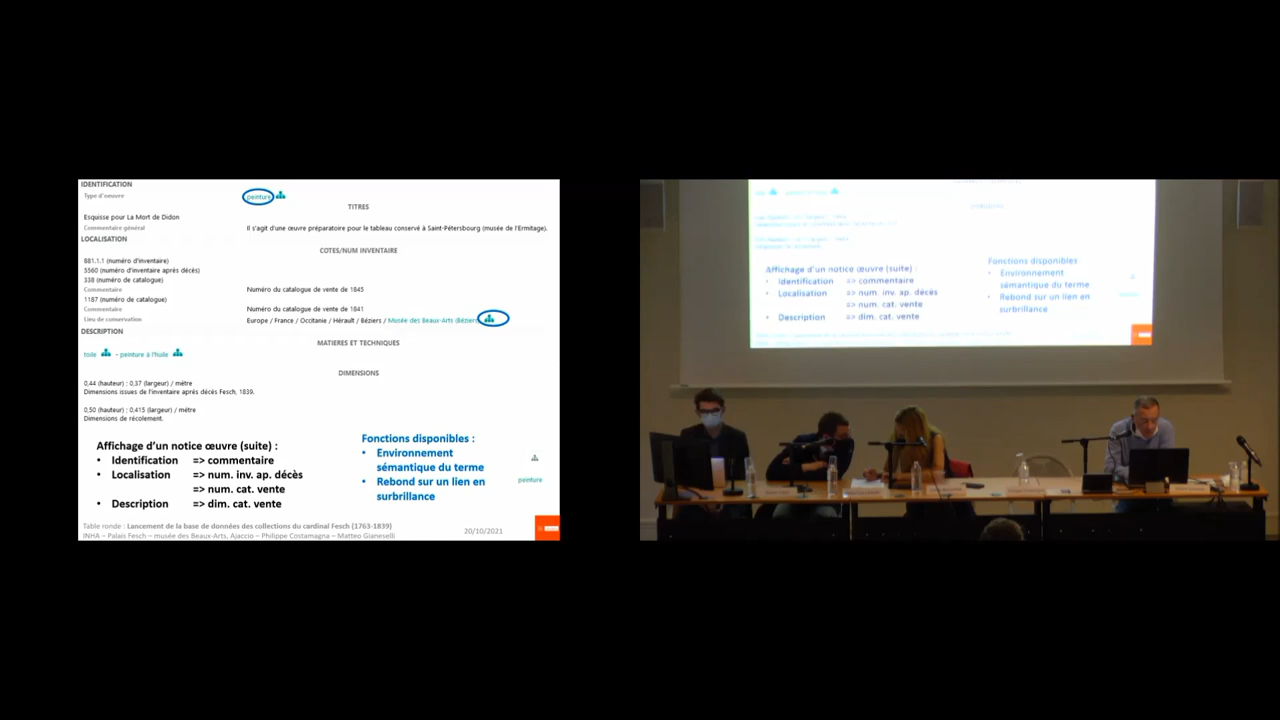 IDENTIFICATION
Type d'oeuvre
peinture
TITRES
Esquisse pour La Mort de Didon
Commentaire général
Il s'agit d'une œuvre préparatoire pour le tableau conservé à Saint-Pétersbourg (musée de l'Ermitage).
LOCALISATION
COTES/NUM INVENTAIRE
881.1.1 (numéro d'inventaire)
5560 (numéro d'inventaire après décès)
338 (numéro de catalogue)
Commentaire
Numéro du catalogue de vente de 1845
1187 (numéro de catalogue)
Commentaire
Numéro du catalogue de vente de 1841
Lieu de conservation
Europe / France / Occitanie / Hérault / Béziers / Musée des Beaux-Arts (Béziers
DESCRIPTION
MATIERES ET TECHNIQUES
toile - peinture à l'huile
DIMENSIONS
0,44 (hauteur) ; 0,37 (largeur) / mètre
Dimensions issues de l'inventaire après décès Fesch, 1839.
0,50 (hauteur) ; 0,415 (largeur) / mètre
Dimensions de récolement.
Affichage d'un notice œuvre (suite) :
• Identification => commentaire
• Localisation => num. inv. ap. décès
=> num. cat. vente
• Description => dim. cat. vente
Fonctions disponibles :
• Environnement
sémantique du terme
• Rebond sur un lien en
surbrillance
peinture
Table ronde : Lancement de la base de données des collections du cardinal Fesch (1763-1839)
INHA – Palais Fesch – musée des Beaux-Arts, Ajaccio – Philippe Costamagna – Matteo Gianeselli
20/10/2021
Affichage d'un notice œuvre (suite) :
• Identification => commentaire
• Localisation => num. inv. ap. décès
=> num. cat. vente
• Description => dim. cat. vente
Fonctions disponibles
• Environnement
sémantique du terme
• Rebond sur un lien en
surbrillance